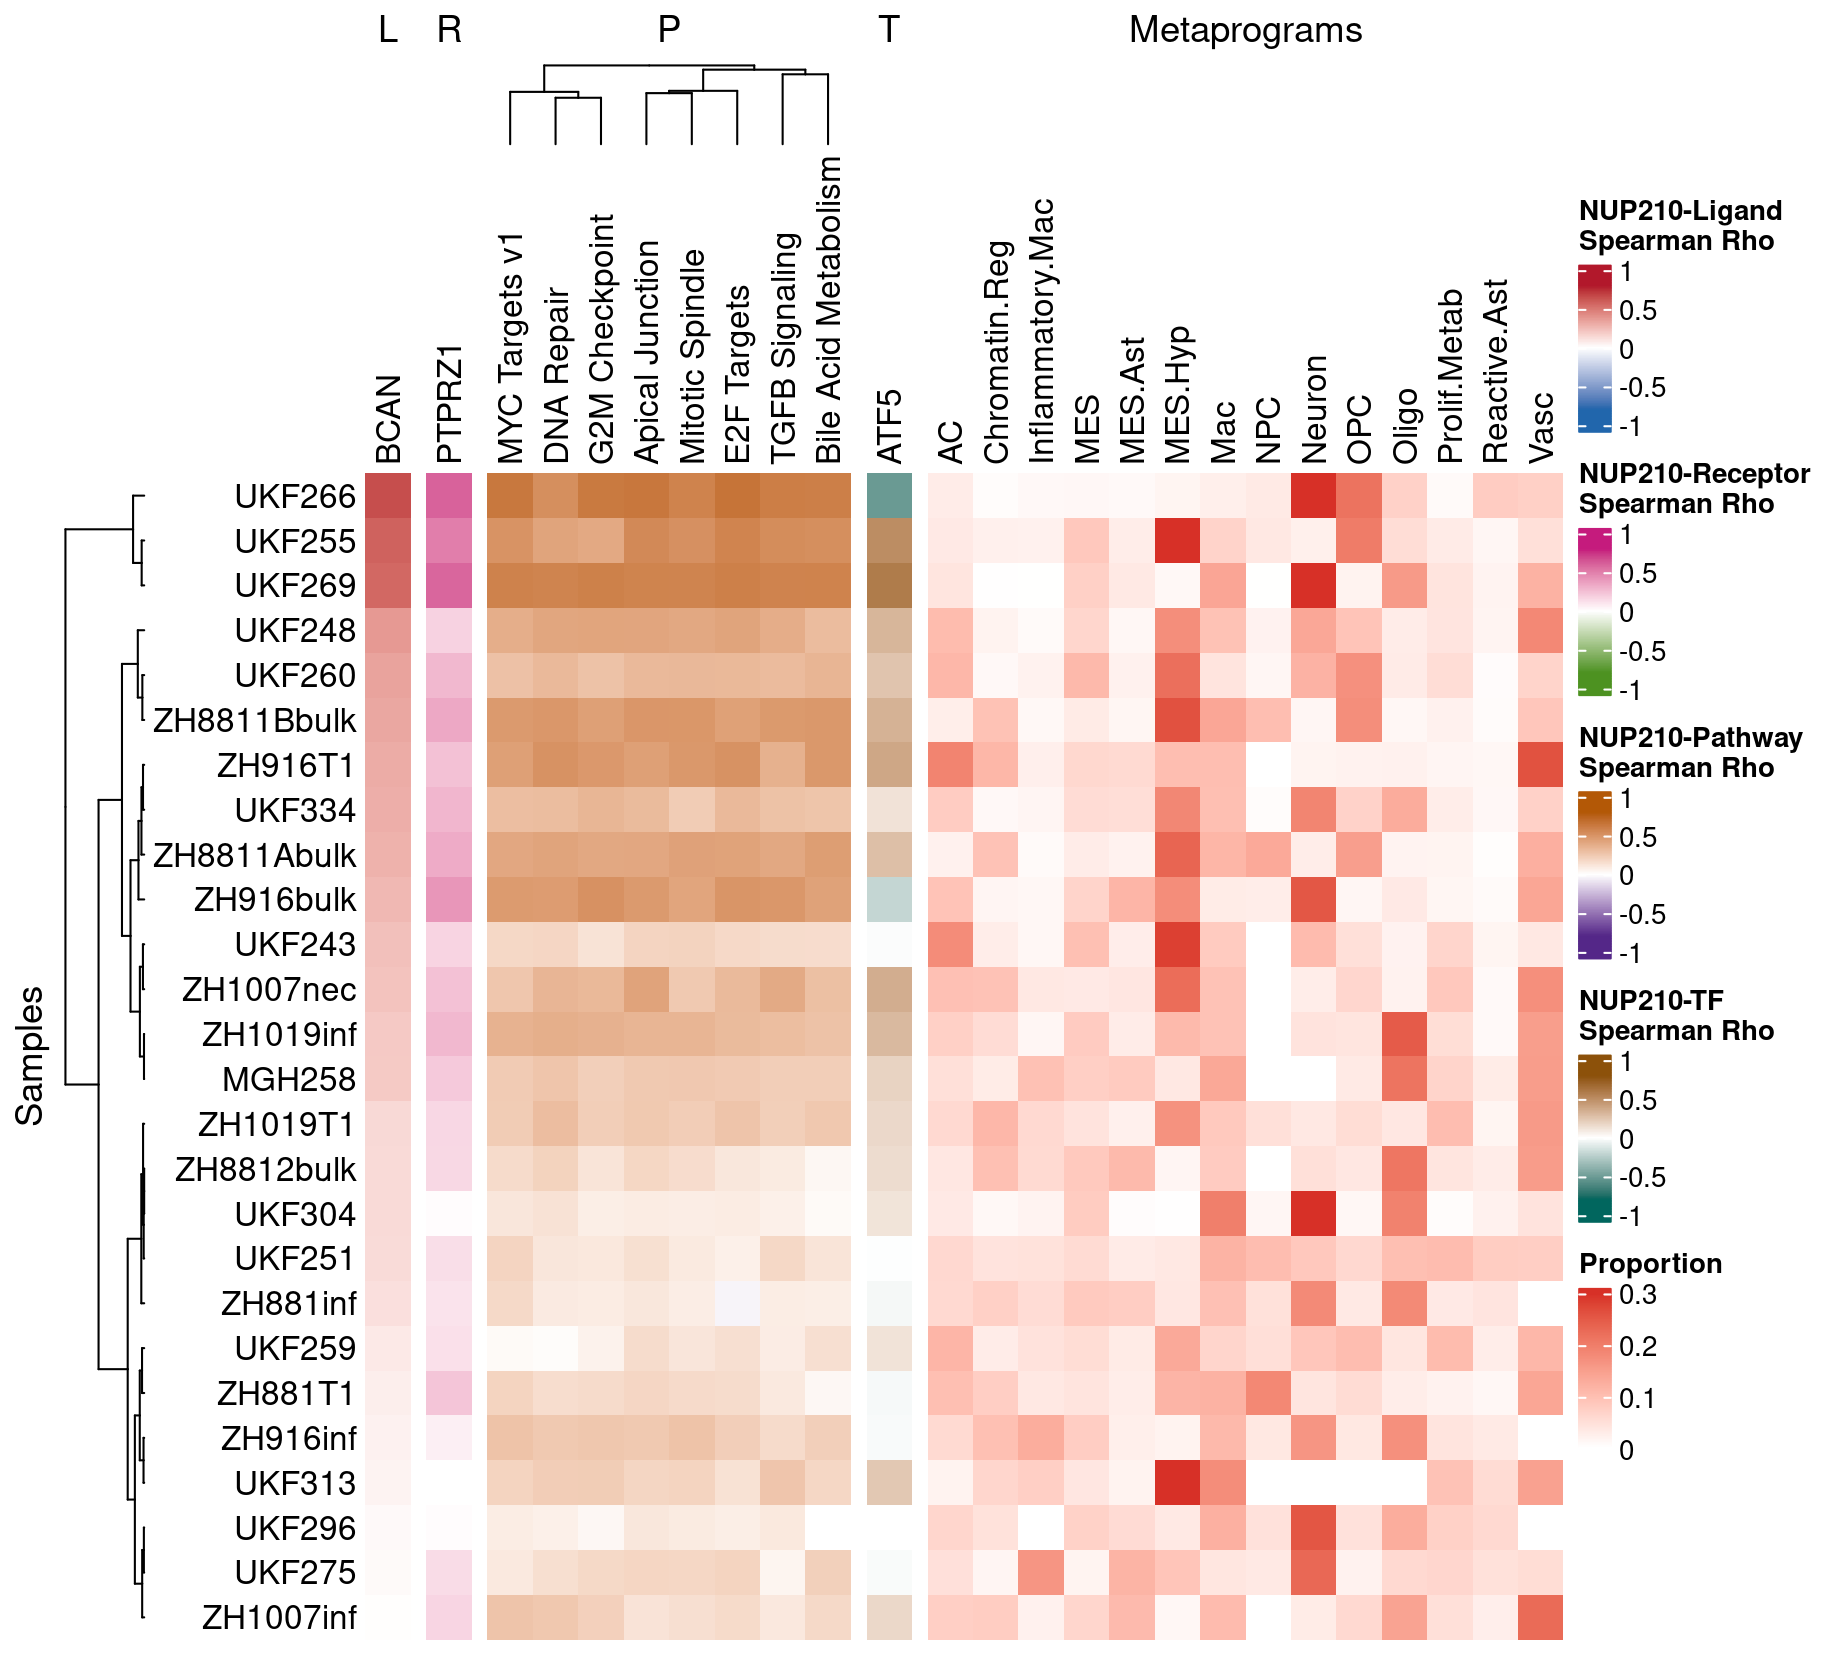 L R P T Metaprograms
BCAN
PTPRZ1
MYC Targets v1
DNA Repair
G2M Checkpoint
Apical Junction
Mitotic Spindle
E2F Targets
TGFB Signaling
Bile Acid Metabolism
ATF5
AC
Chromatin.Reg
Inflammatory.Mac
MES
MES.Ast
MES.Hyp
Mac
NPC
Neuron
OPC
Oligo
Prolif.Metab
Reactive.Ast
Vasc
Samples
UKF266
UKF255
UKF269
UKF248
UKF260
ZH8811Bbulk
ZH916T1
UKF334
ZH8811Abulk
ZH916bulk
UKF243
ZH1007nec
ZH1019inf
MGH258
ZH1019T1
ZH8812bulk
UKF304
UKF251
ZH881inf
UKF259
ZH881T1
ZH916inf
UKF313
UKF296
UKF275
ZH1007inf
NUP210-Ligand
Spearman Rho
1
0.5
0
-0.5
-1
NUP210-Receptor
Spearman Rho
1
0.5
0
-0.5
-1
NUP210-Pathway
Spearman Rho
1
0.5
0
-0.5
-1
NUP210-TF
Spearman Rho
1
0.5
0
-0.5
-1
Proportion
0.3
0.2
0.1
0